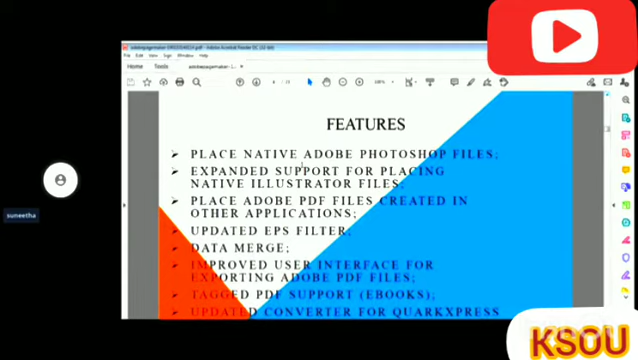 Home Tools
FEATURES
➤ PLACE NATIVE ADOBE PHOTOSHOP FILES;
➤ EXPANDED SUPPORT FOR PLACING
NATIVE ILLUSTRATOR FILES;
➤ PLACE ADOBE PDF FILES CREATED IN
OTHER APPLICATIONS;
➤ UPDATED EPS FILTER;
➤ DATA MERGE;
➤ IMPROVED USER INTERFACE FOR
EXPORTING ADOBE PDF FILES;
➤ TAGGED PDF SUPPORT (EBOOKS);
➤ UPDATED CONVERTER FOR QUARKXPRESS
suneetha
KSOU